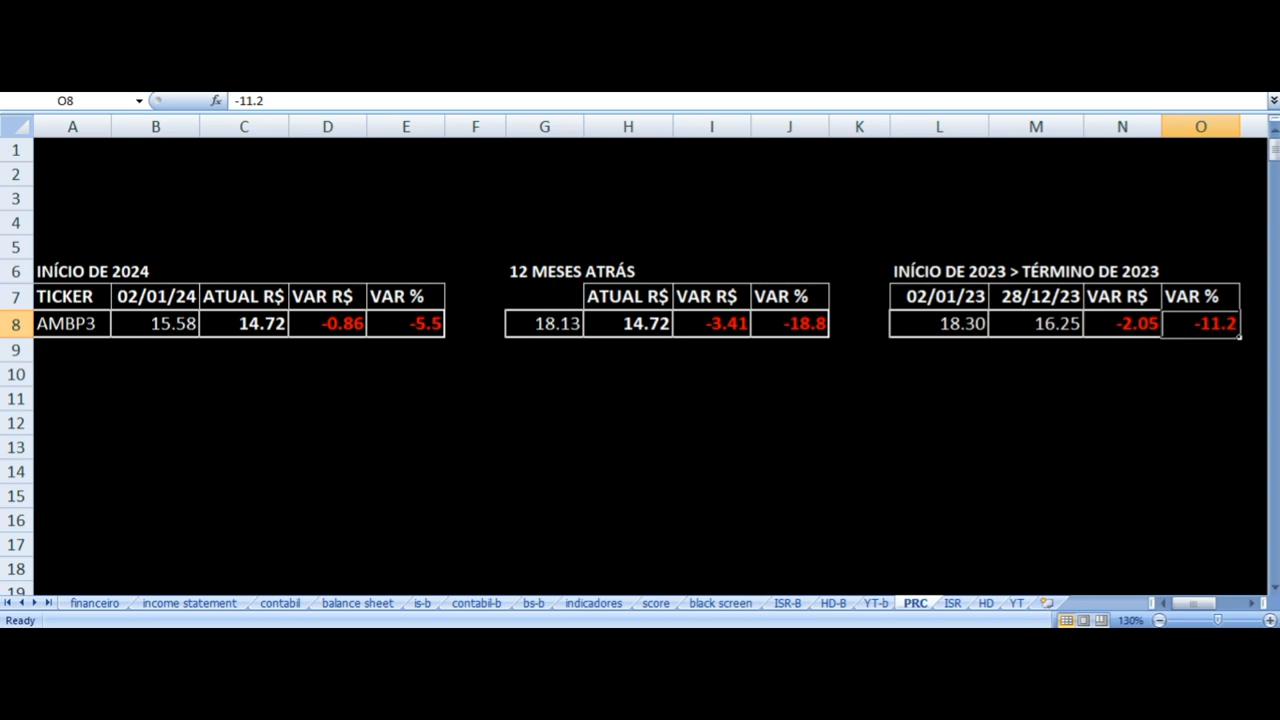 O8 fx -11.2
A B C D E F G H I J K L M N O
1
2
3
4
5
6 INÍCIO DE 2024 12 MESES ATRÁS INÍCIO DE 2023 > TÉRMINO DE 2023
7 TICKER 02/01/24 ATUAL R$ VAR R$ VAR % ATUAL R$ VAR R$ VAR % 02/01/23 28/12/23 VAR R$ VAR %
8 AMBP3 15.58 14.72 -0.86 -5.5 18.13 14.72 -3.41 -18.8 18.30 16.25 -2.05 -11.2
9
10
11
12
13
14
15
16
17
18
19
financeiro income statement contabil balance sheet is-b contabil-b bs-b indicadores score black screen ISR-B HD-B YT-b PRC ISR HD YT
Ready 130%